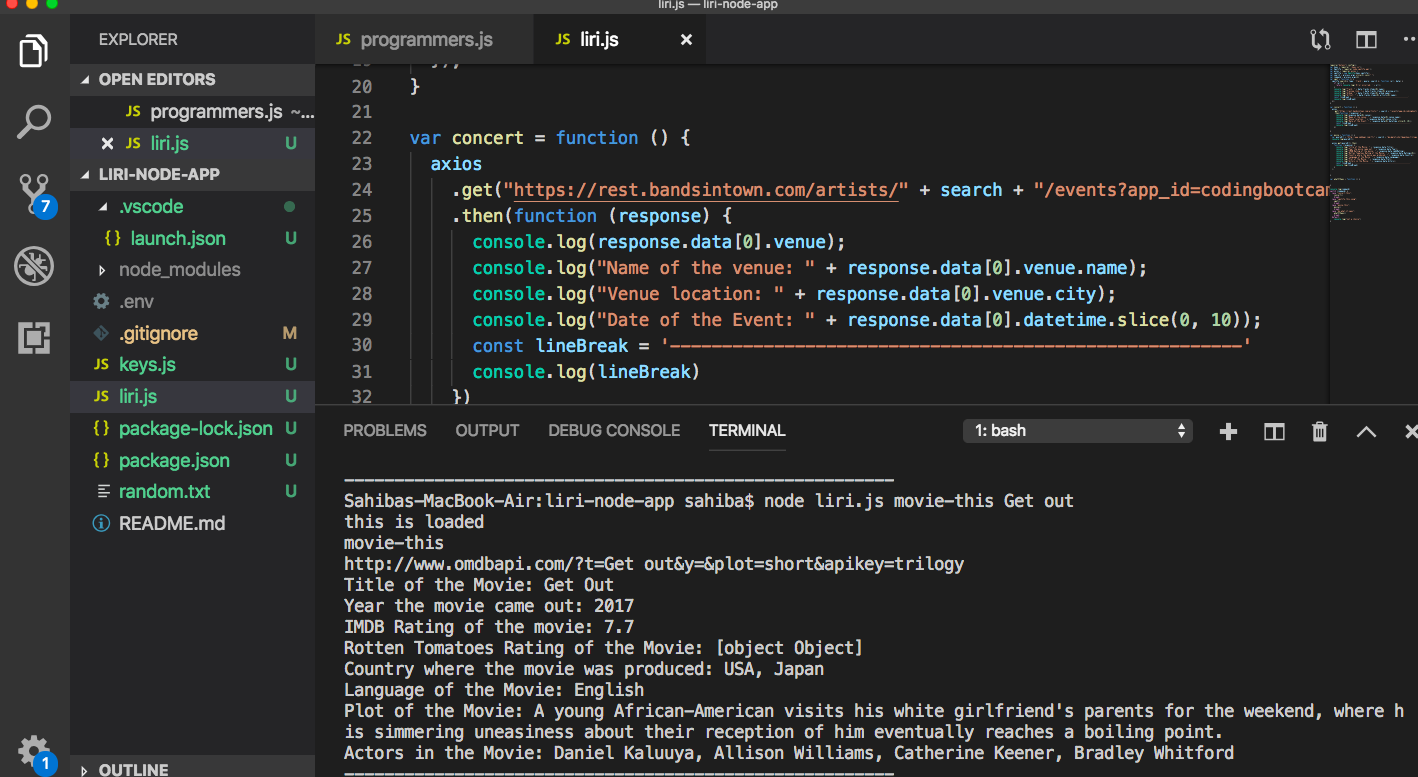 liri.js — liri-node-app
EXPLORER
OPEN EDITORS
JS programmers.js ~...
JS liri.js U
LIRI-NODE-APP
.vscode
{} launch.json U
node_modules
.env
.gitignore M
JS keys.js U
JS liri.js U
{} package-lock.json U
{} package.json U
random.txt U
README.md
OUTLINE
7
1
JS programmers.js
JS liri.js
20 }
21
22 var concert = function () {
23 axios
24 .get("https://rest.bandsintown.com/artists/" + search + "/events?app_id=codingbootcam
25 .then(function (response) {
26 console.log(response.data[0].venue);
27 console.log("Name of the venue: " + response.data[0].venue.name);
28 console.log("Venue location: " + response.data[0].venue.city);
29 console.log("Date of the Event: " + response.data[0].datetime.slice(0, 10));
30 const lineBreak = '-------------------------------------------------------'
31 console.log(lineBreak)
32 })
PROBLEMS OUTPUT DEBUG CONSOLE TERMINAL 1: bash
-------------------------------------------------------
Sahibas-MacBook-Air:liri-node-app sahiba$ node liri.js movie-this Get out
this is loaded
movie-this
http://www.omdbapi.com/?t=Get out&y=&plot=short&apikey=trilogy
Title of the Movie: Get Out
Year the movie came out: 2017
IMDB Rating of the movie: 7.7
Rotten Tomatoes Rating of the Movie: [object Object]
Country where the movie was produced: USA, Japan
Language of the Movie: English
Plot of the Movie: A young African-American visits his white girlfriend's parents for the weekend, where h
is simmering uneasiness about their reception of him eventually reaches a boiling point.
Actors in the Movie: Daniel Kaluuya, Allison Williams, Catherine Keener, Bradley Whitford
-------------------------------------------------------